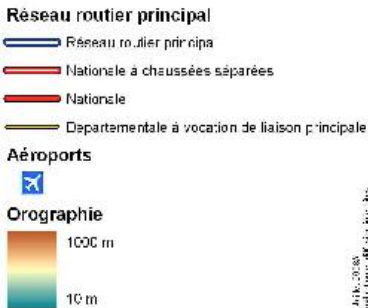 Réseau routier principal
Réseau routier principal
Nationale à chaussées séparées
Nationale
Departementale à vocation de liaison principale
Aéroports
Orographie
1000 m
10 m